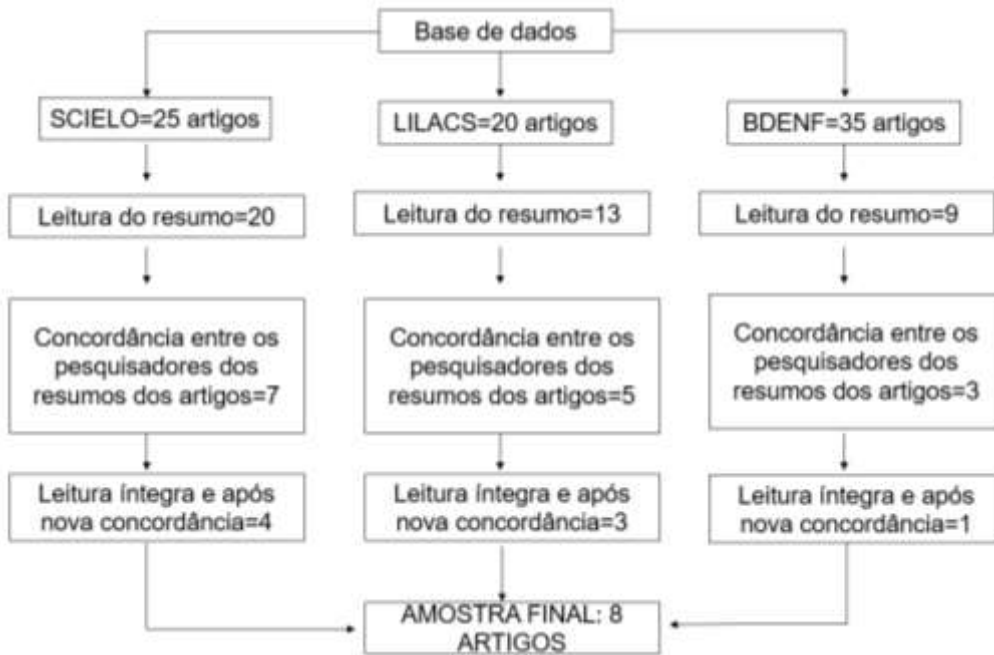 Base de dados
SCIELO=25 artigos
LILACS=20 artigos
BDENF=35 artigos
Leitura do resumo=20
Leitura do resumo=13
Leitura do resumo=9
Concordância entre os
pesquisadores dos
resumos dos artigos=7
Concordância entre os
pesquisadores dos
resumos dos artigos=5
Concordância entre os
pesquisadores dos
resumos dos artigos=3
Leitura íntegra e após
nova concordância=4
Leitura íntegra e após
nova concordância=3
Leitura íntegra e após
nova concordância=1
AMOSTRA FINAL: 8
ARTIGOS